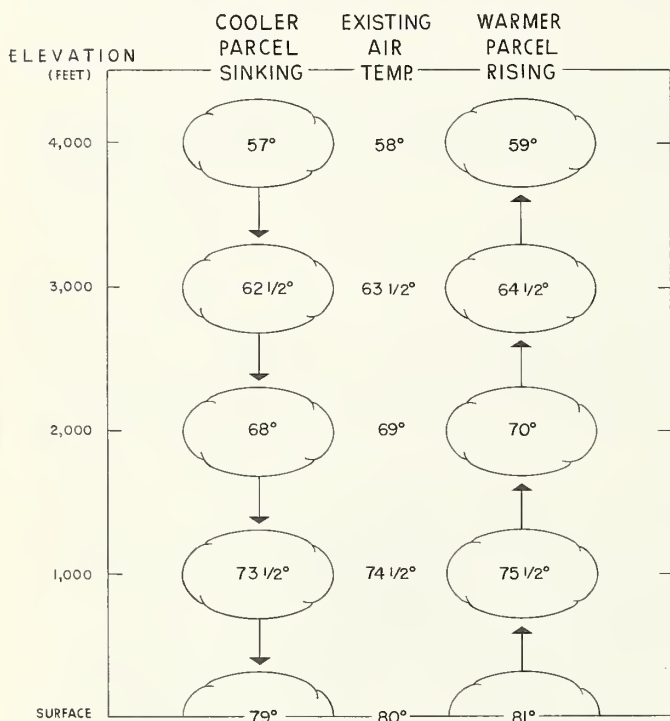 COOLER EXISTING WARMER
PARCEL AIR PARCEL
SINKING TEMP. RISING
ELEVATION
(FEET)
4,000 57° 58° 59°
3,000 62 1/2° 63 1/2° 64 1/2°
2,000 68° 69° 70°
1,000 73 1/2° 74 1/2° 75 1/2°
SURFACE 79° 80° 81°